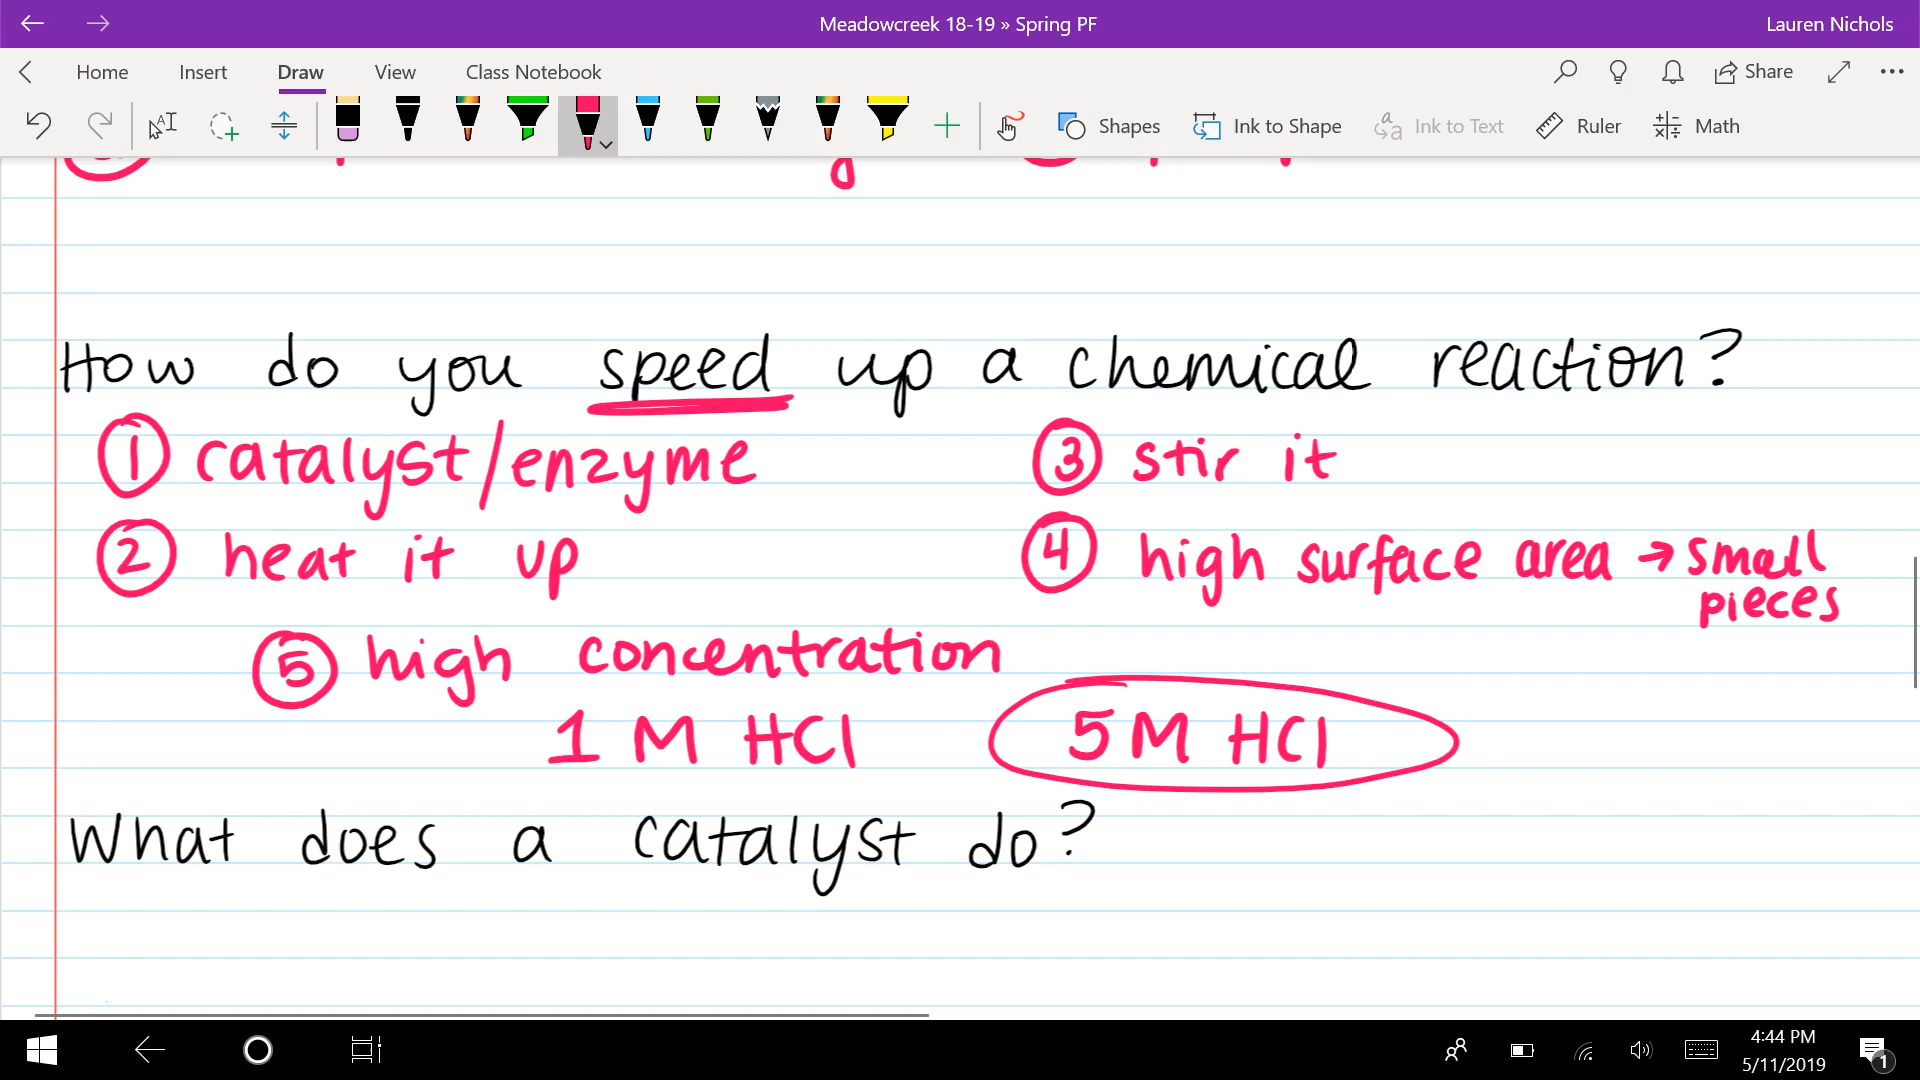 Meadowcreek 18-19 » Spring PF
Lauren Nichols
Home Insert Draw View Class Notebook Share
Shapes Ink to Shape Ink to Text Ruler Math
How do you speed up a chemical reaction?
① catalyst/enzyme ③ stir it
② heat it up ④ high surface area → small
pieces
⑤ high concentration
1 M HCl 5 M HCl
What does a catalyst do?
4:44 PM
5/11/2019
1